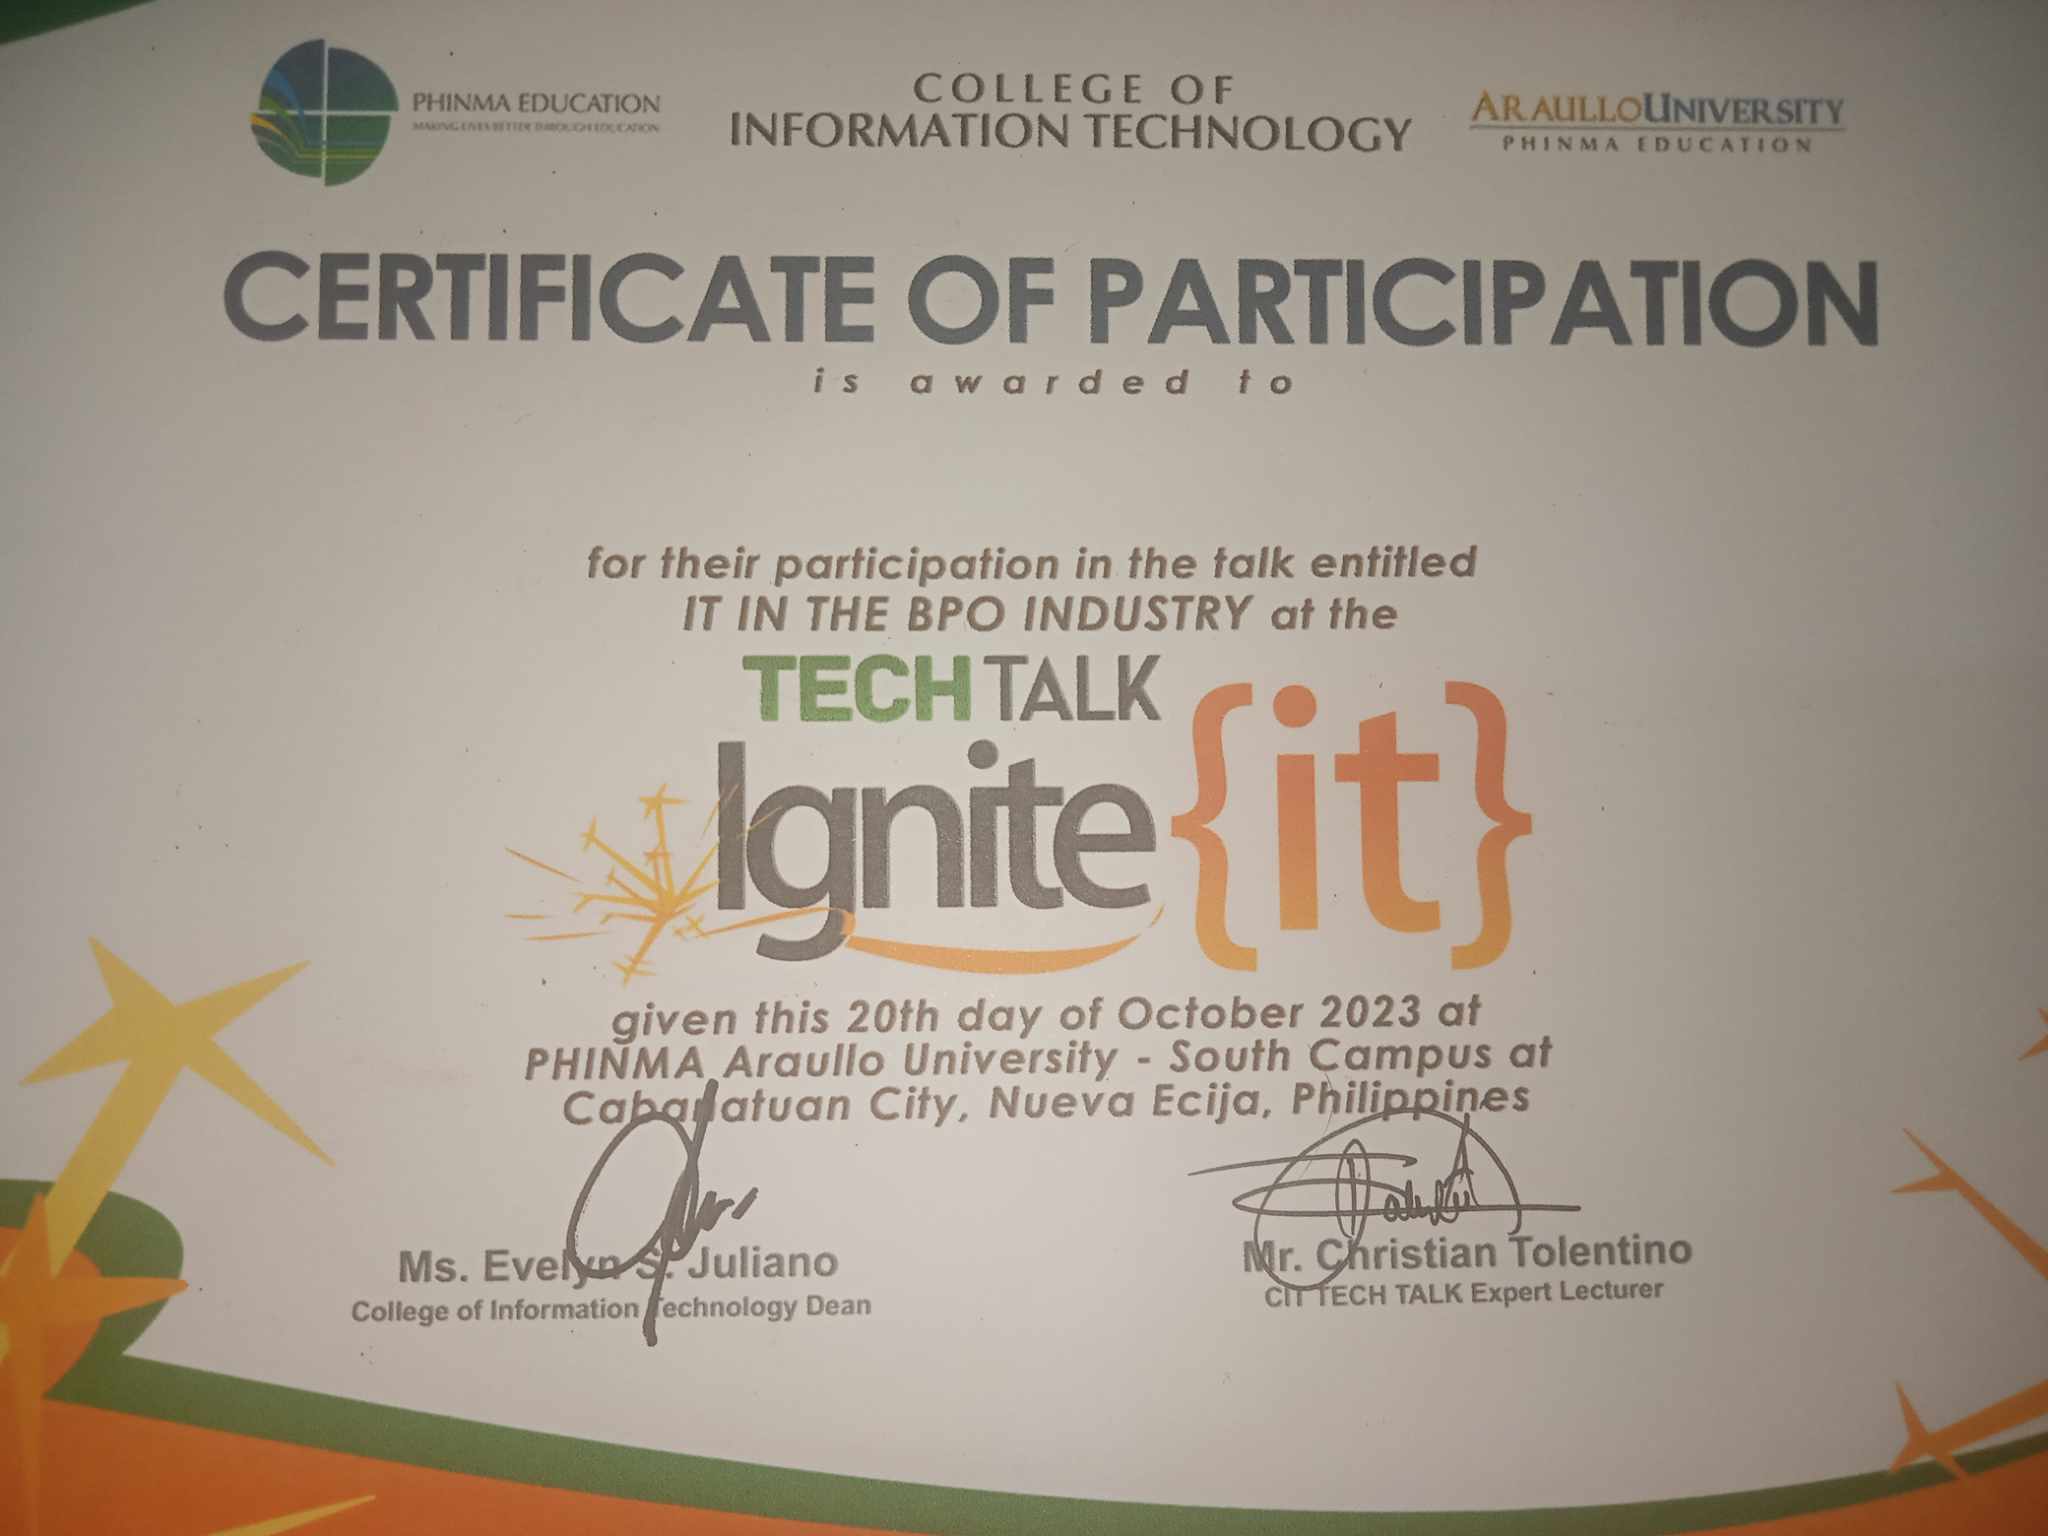 PHINMA EDUCATION
MAKING LIVES BETTER THROUGH EDUCATION
COLLEGE OF
INFORMATION TECHNOLOGY
ARAULLO UNIVERSITY
PHINMA EDUCATION
CERTIFICATE OF PARTICIPATION
is awarded to
for their participation in the talk entitled
IT IN THE BPO INDUSTRY at the
TECH TALK
Ignite {it}
given this 20th day of October 2023 at
PHINMA Araullo University - South Campus at
Cabanatuan City, Nueva Ecija, Philippines
Ms. Evelyn S. Juliano
College of Information Technology Dean
Mr. Christian Tolentino
CIT TECH TALK Expert Lecturer